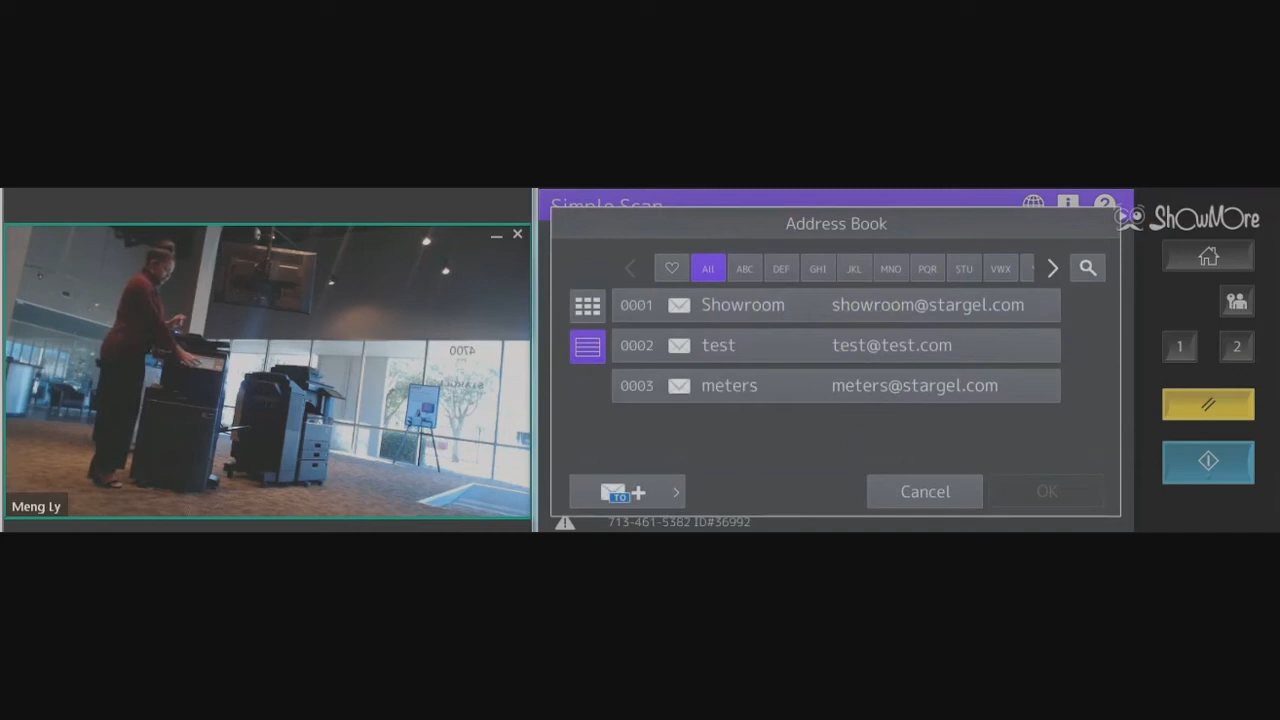 Meng Ly
4700
Simple Scan
Address Book
All ABC DEF GHI JKL MNO PQR STU VWX
0001 Showroom showroom@stargel.com
0002 test test@test.com
0003 meters meters@stargel.com
TO
Cancel
OK
713-461-5382 ID#36992
ShowMore
1
2